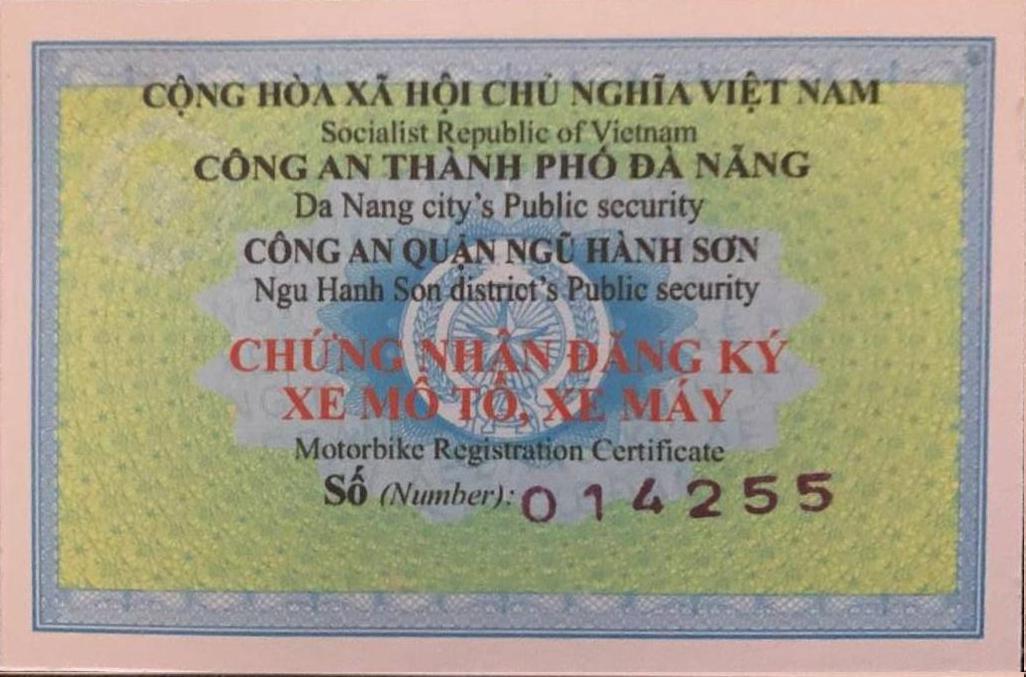 CỘNG HÒA XÃ HỘI CHỦ NGHĨA VIỆT NAM
Socialist Republic of Vietnam
CÔNG AN THÀNH PHỐ ĐÀ NẴNG
Da Nang city's Public security
CÔNG AN QUẬN NGŨ HÀNH SƠN
Ngu Hanh Son district's Public security
CHỨNG NHẬN ĐĂNG KÝ
XE MÔ TÔ, XE MÁY
Motorbike Registration Certificate
Số (Number): 014255